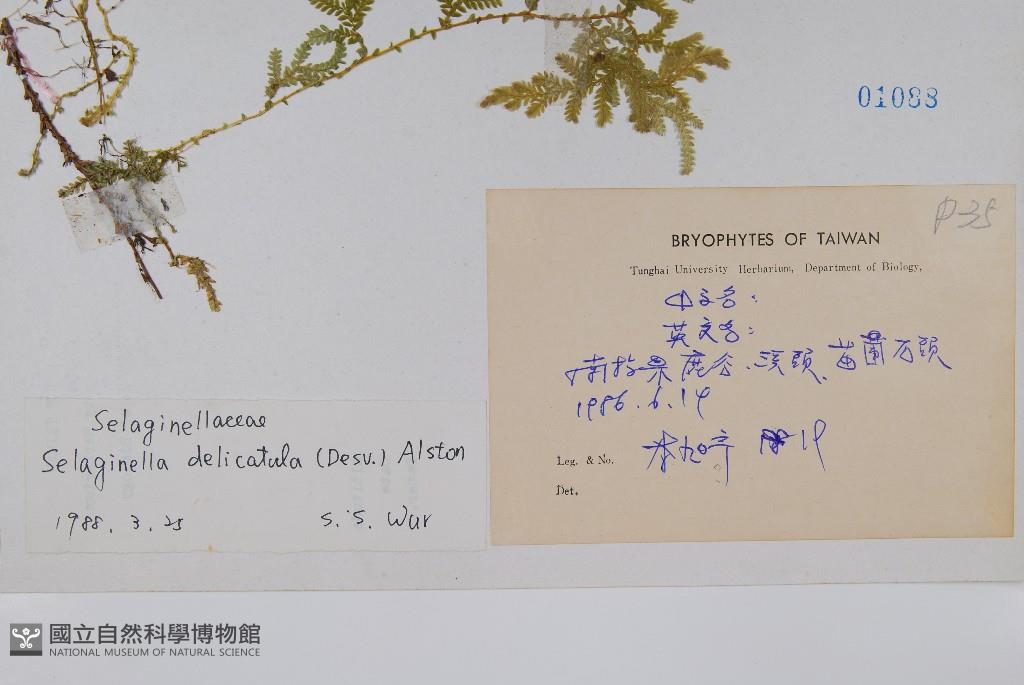 01088
P-35
BRYOPHYTES OF TAIWAN
Tunghai University Herbarium, Department of Biology,
中文名:
英文名:
南投縣鹿谷.溪頭.苗圃石頭
1986.6.14
Leg. & No.
Det.
Selaginellaceae
Selaginella delicatula (Desv.) Alston
1988. 3. 25
S. S. Wur
國立自然科學博物館
NATIONAL MUSEUM OF NATURAL SCIENCE